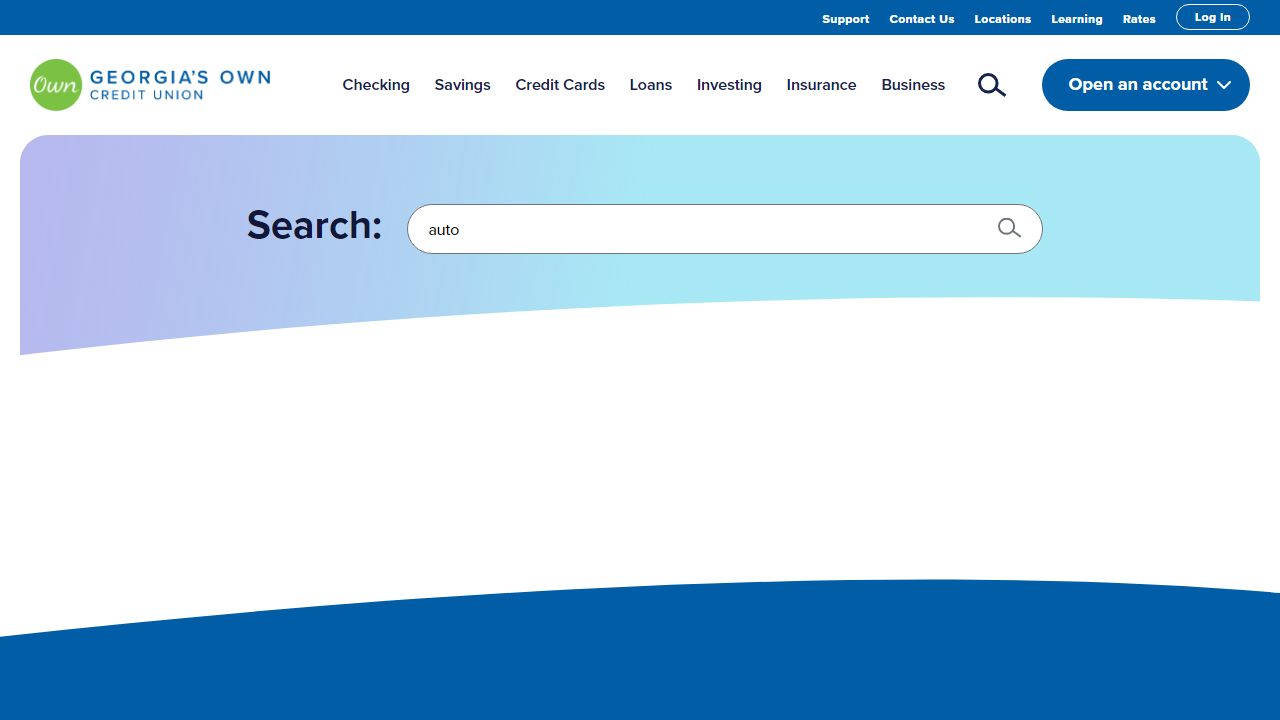 Support Contact Us Locations Learning Rates Log In
Own GEORGIA'S OWN
CREDIT UNION
Checking Savings Credit Cards Loans Investing Insurance Business Open an account
Search: auto